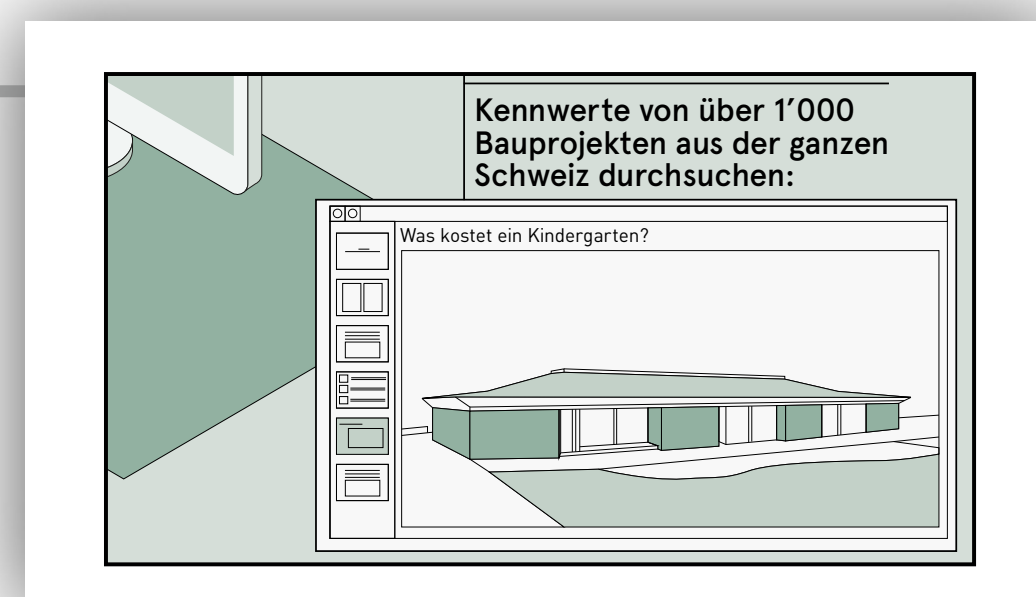 Kennwerte von über 1’000
Bauprojekten aus der ganzen
Schweiz durchsuchen:
Was kostet ein Kindergarten?